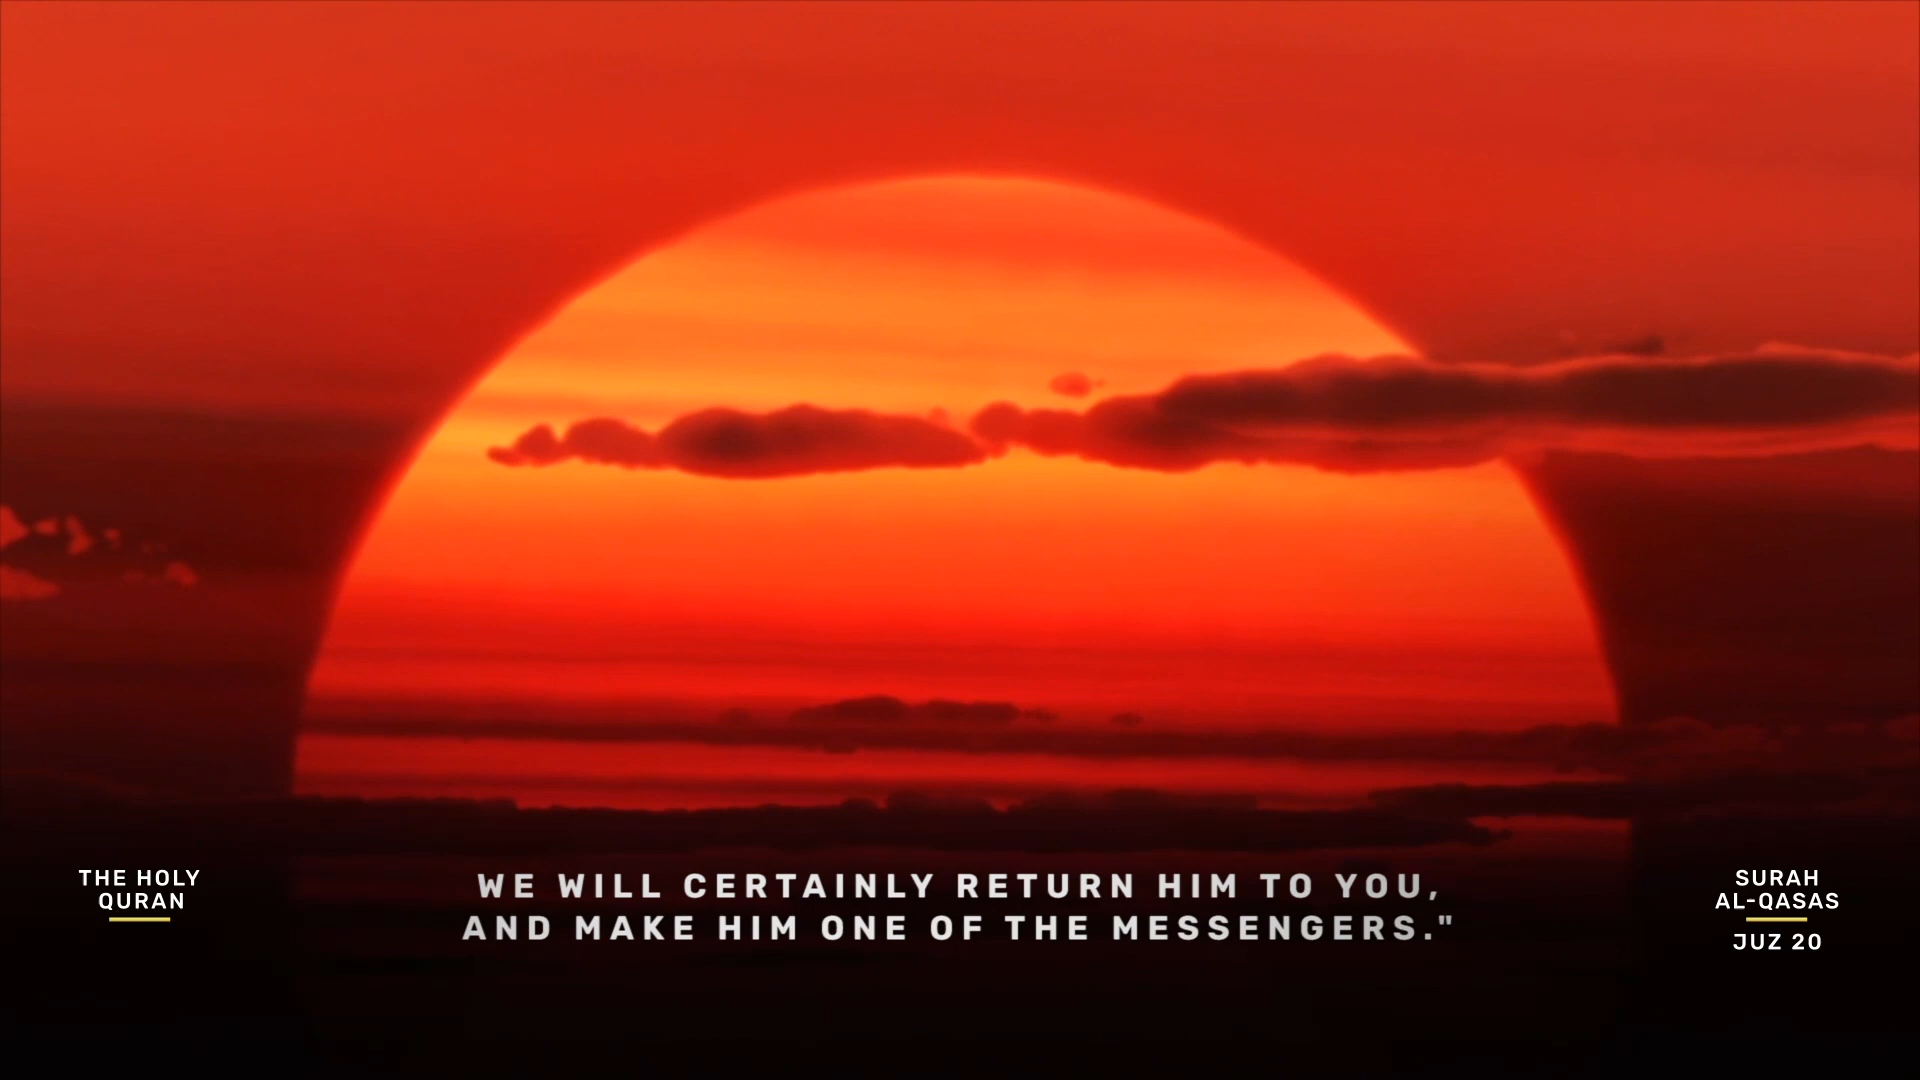 THE HOLY
QURAN
WE WILL CERTAINLY RETURN HIM TO YOU,
AND MAKE HIM ONE OF THE MESSENGERS."
SURAH
AL-QASAS
JUZ 20